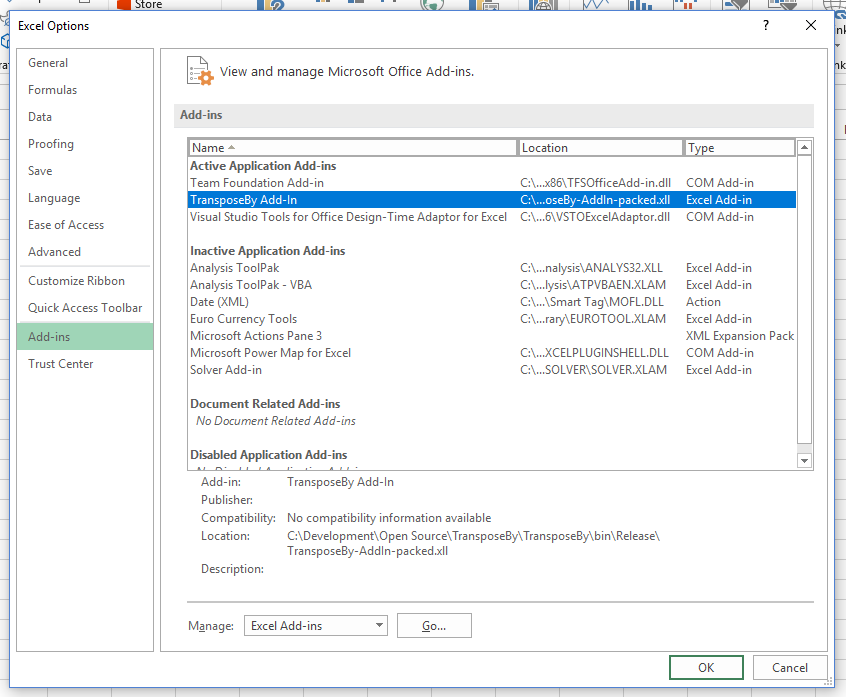 Store
Excel Options
?
General
Formulas
Data
Proofing
Save
Language
Ease of Access
Advanced
Customize Ribbon
Quick Access Toolbar
Add-ins
Trust Center
View and manage Microsoft Office Add-ins.
Add-ins
Name Location Type
Active Application Add-ins
Team Foundation Add-in C:\...x86\TFSOfficeAdd-in.dll COM Add-in
TransposeBy Add-In C:\...oseBy-AddIn-packed.xll Excel Add-in
Visual Studio Tools for Office Design-Time Adaptor for Excel C:\...6\VSTOExcelAdaptor.dll COM Add-in
Inactive Application Add-ins
Analysis ToolPak C:\...nalysis\ANALYS32.XLL Excel Add-in
Analysis ToolPak - VBA C:\...lysis\ATPVBAEN.XLAM Excel Add-in
Date (XML) C:\...\Smart Tag\MOFL.DLL Action
Euro Currency Tools C:\...rary\EUROTOOL.XLAM Excel Add-in
Microsoft Actions Pane 3 XML Expansion Pack
Microsoft Power Map for Excel C:\...XCELPLUGINSHELL.DLL COM Add-in
Solver Add-in C:\...SOLVER\SOLVER.XLAM Excel Add-in
Document Related Add-ins
No Document Related Add-ins
Disabled Application Add-ins
Add-in: TransposeBy Add-In
Publisher:
Compatibility: No compatibility information available
Location: C:\Development\Open Source\TransposeBy\TransposeBy\bin\Release\
TransposeBy-AddIn-packed.xll
Description:
Manage: Excel Add-ins Go...
OK Cancel